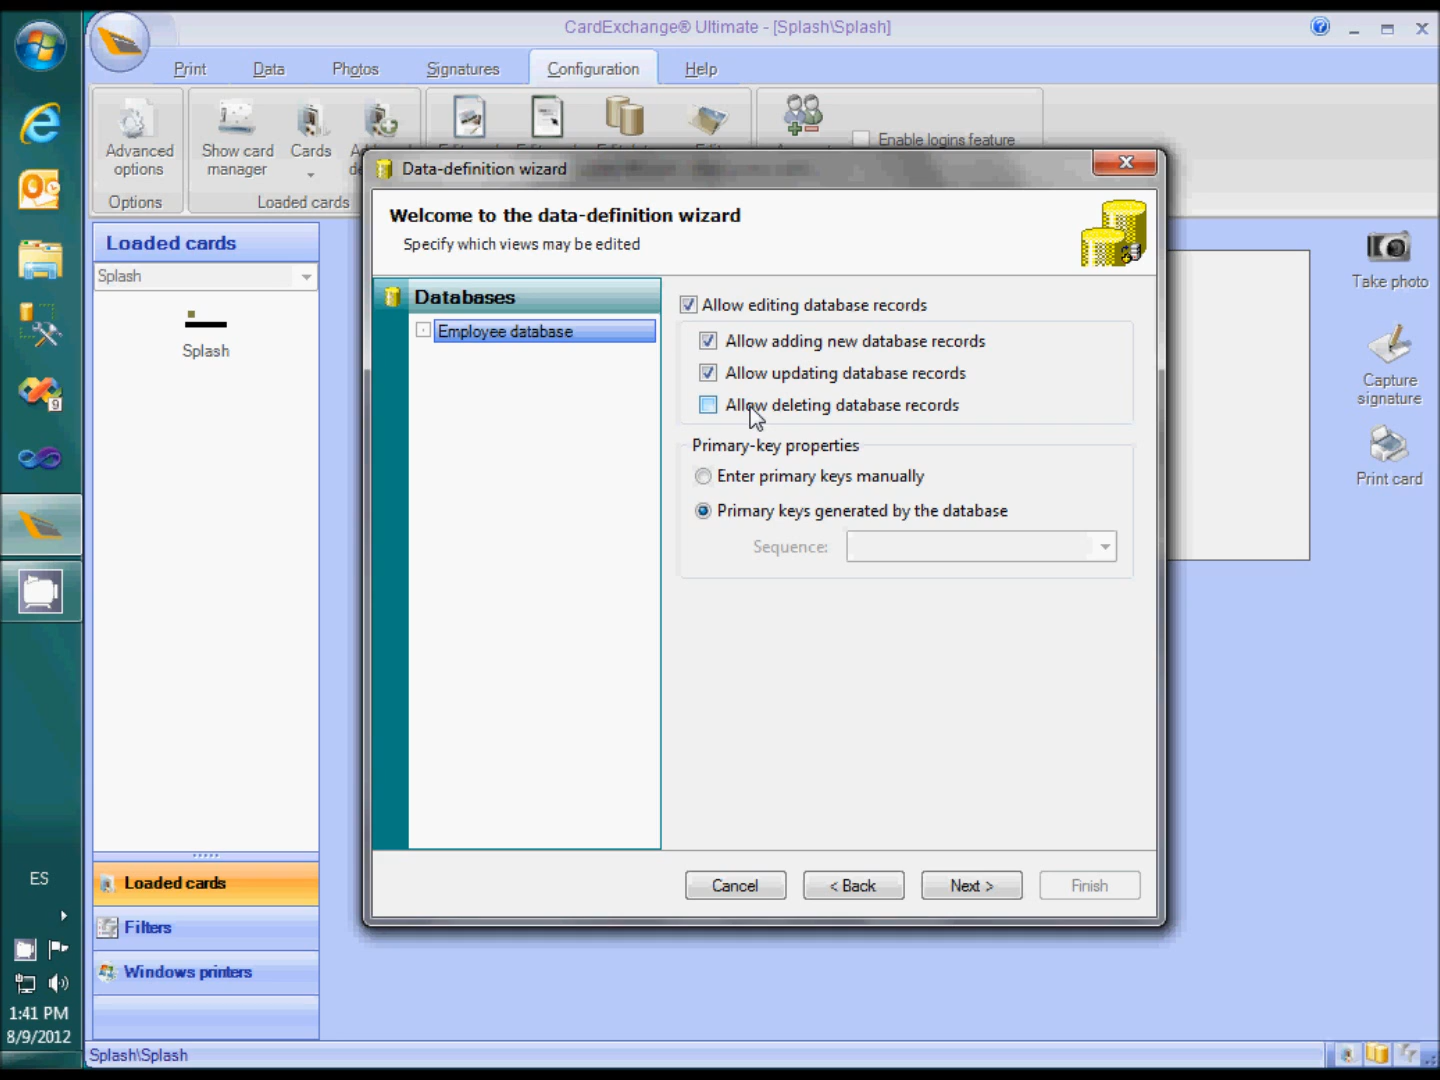 CardExchange® Ultimate - [Splash\Splash]
Print
Data
Photos
Signatures
Configuration
Help
Advanced options
Show card manager
Cards
Enable logins feature
Options
Loaded cards
Data-definition wizard
Welcome to the data-definition wizard
Specify which views may be edited
Loaded cards
Splash
Splash
Databases
Employee database
Allow editing database records
Allow adding new database records
Allow updating database records
Allow deleting database records
Primary-key properties
Enter primary keys manually
Primary keys generated by the database
Sequence:
Take photo
Capture signature
Print card
Cancel
< Back
Next >
Finish
Loaded cards
Filters
Windows printers
Splash\Splash
9
ES
1:41 PM
8/9/2012